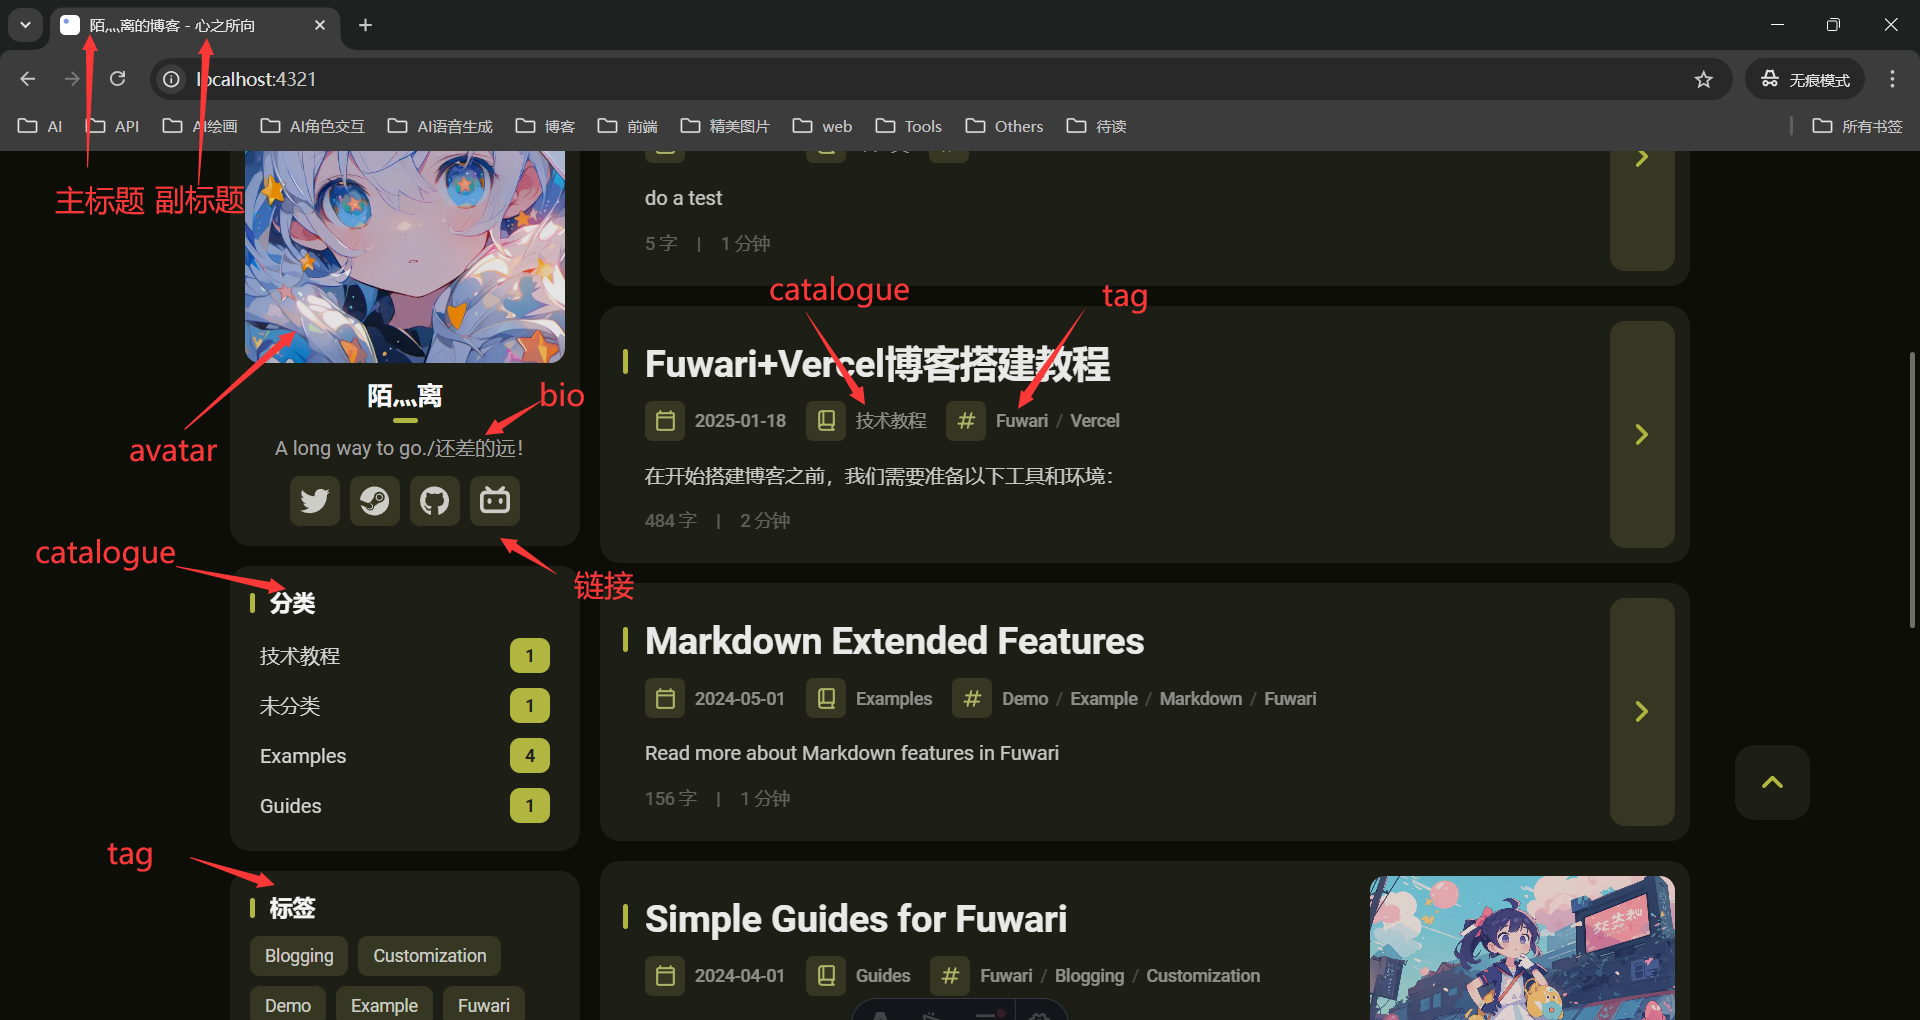 陌灬离的博客 - 心之所向
localhost:4321
无痕模式
AI
API
AI绘画
AI角色交互
AI语音生成
博客
前端
精美图片
web
Tools
Others
待读
所有书签
主标题 副标题
do a test
5 字 | 1 分钟
catalogue
tag
Fuwari+Vercel博客搭建教程
2025-01-18
技术教程
# Fuwari / Vercel
在开始搭建博客之前，我们需要准备以下工具和环境：
484 字 | 2 分钟
陌灬离
bio
A long way to go./还差的远！
avatar
链接
catalogue
分类
技术教程 1
未分类 1
Examples 4
Guides 1
Markdown Extended Features
2024-05-01
Examples
# Demo / Example / Markdown / Fuwari
Read more about Markdown features in Fuwari
156 字 | 1 分钟
tag
标签
Blogging
Customization
Demo
Example
Fuwari
Simple Guides for Fuwari
2024-04-01
Guides
# Fuwari / Blogging / Customization